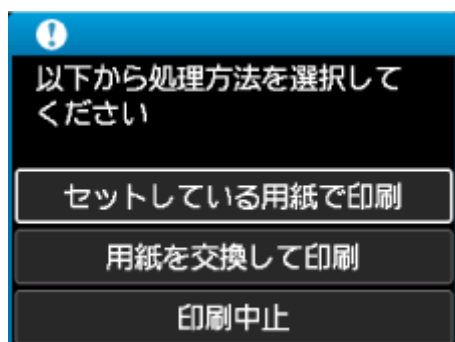 以下から処理方法を選択して
ください
セットしている用紙で印刷
用紙を交換して印刷
印刷中止